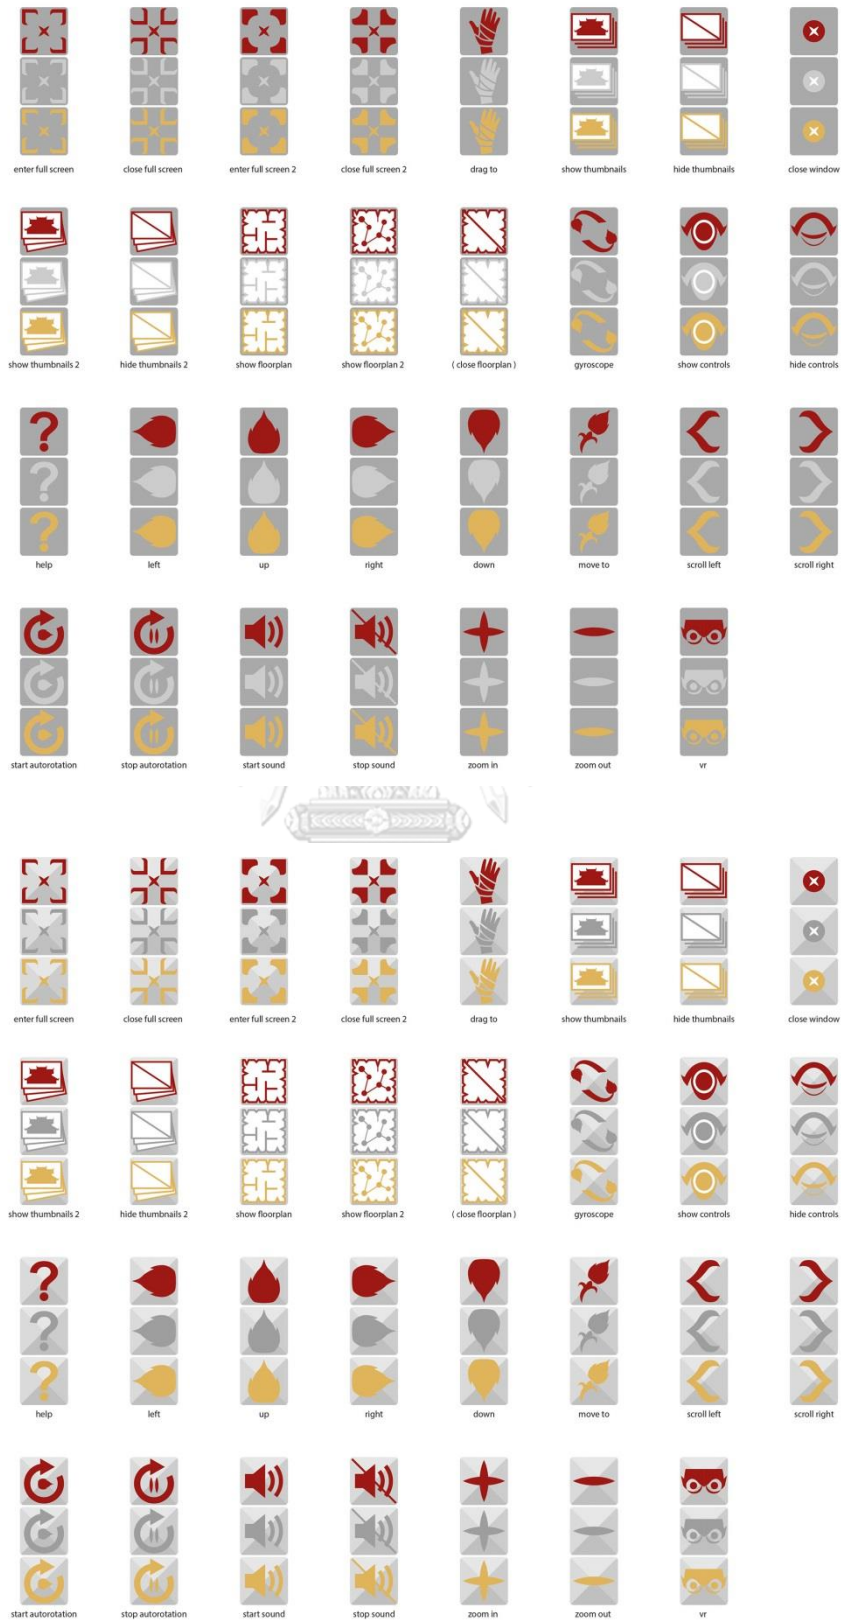 enter full screen close full screen enter full screen 2 close full screen 2 drag to show thumbnails hide thumbnails close window
show thumbnails 2 hide thumbnails 2 show floorplan show floorplan 2 ( close floorplan ) gyroscope show controls hide controls
help left up right down move to scroll left scroll right
start autorotation stop autorotation start sound stop sound zoom in zoom out vr
enter full screen close full screen enter full screen 2 close full screen 2 drag to show thumbnails hide thumbnails close window
show thumbnails 2 hide thumbnails 2 show floorplan show floorplan 2 ( close floorplan ) gyroscope show controls hide controls
help left up right down move to scroll left scroll right
start autorotation stop autorotation start sound stop sound zoom in zoom out vr